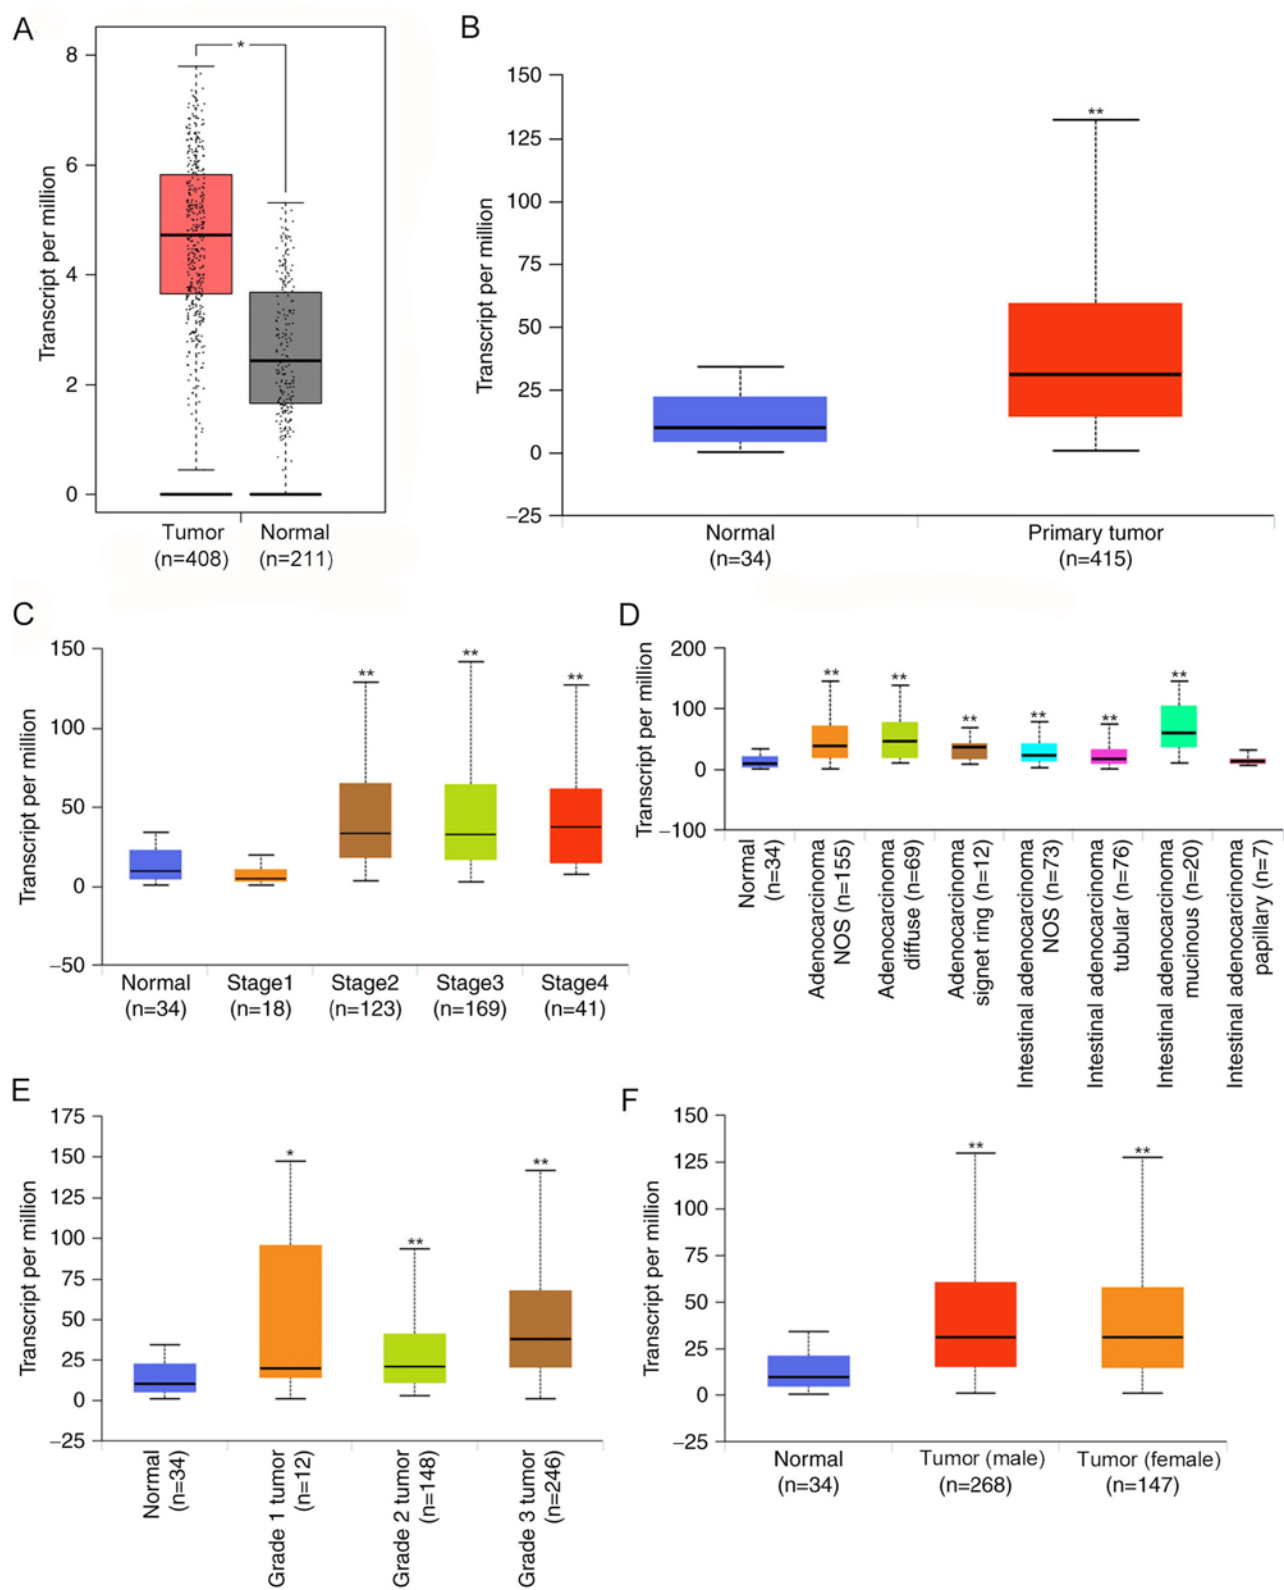 A
Transcript per million
8
6
4
2
0
*
Tumor
(n=408)
Normal
(n=211)
B
Transcript per million
150
125
100
75
50
25
0
−25
**
Normal
(n=34)
Primary tumor
(n=415)
C
Transcript per million
150
100
50
0
−50
**
**
**
Normal
(n=34)
Stage1
(n=18)
Stage2
(n=123)
Stage3
(n=169)
Stage4
(n=41)
D
Transcript per million
200
100
0
−100
**
**
**
**
**
**
Normal
(n=34)
Adenocarcinoma
NOS (n=155)
Adenocarcinoma
diffuse (n=69)
Adenocarcinoma
signet ring (n=12)
Intestinal adenocarcinoma
NOS (n=73)
Intestinal adenocarcinoma
tubular (n=76)
Intestinal adenocarcinoma
mucinous (n=20)
Intestinal adenocarcinoma
papillary (n=7)
E
Transcript per million
175
150
125
100
75
50
25
0
−25
*
**
**
Normal
(n=34)
Grade 1 tumor
(n=12)
Grade 2 tumor
(n=148)
Grade 3 tumor
(n=246)
F
Transcript per million
150
125
100
75
50
25
0
−25
**
**
Normal
(n=34)
Tumor (male)
(n=268)
Tumor (female)
(n=147)